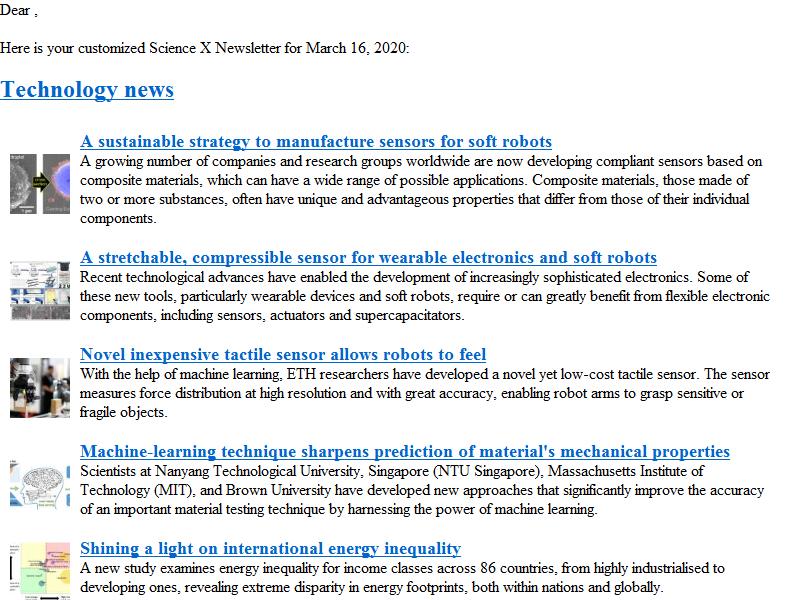 Dear ,
Here is your customized Science X Newsletter for March 16, 2020:
Technology news
A sustainable strategy to manufacture sensors for soft robots
A growing number of companies and research groups worldwide are now developing compliant sensors based on
composite materials, which can have a wide range of possible applications. Composite materials, those made of
two or more substances, often have unique and advantageous properties that differ from those of their individual
components.
A stretchable, compressible sensor for wearable electronics and soft robots
Recent technological advances have enabled the development of increasingly sophisticated electronics. Some of
these new tools, particularly wearable devices and soft robots, require or can greatly benefit from flexible electronic
components, including sensors, actuators and supercapacitators.
Novel inexpensive tactile sensor allows robots to feel
With the help of machine learning, ETH researchers have developed a novel yet low-cost tactile sensor. The sensor
measures force distribution at high resolution and with great accuracy, enabling robot arms to grasp sensitive or
fragile objects.
Machine-learning technique sharpens prediction of material's mechanical properties
Scientists at Nanyang Technological University, Singapore (NTU Singapore), Massachusetts Institute of
Technology (MIT), and Brown University have developed new approaches that significantly improve the accuracy
of an important material testing technique by harnessing the power of machine learning.
Shining a light on international energy inequality
A new study examines energy inequality for income classes across 86 countries, from highly industrialised to
developing ones, revealing extreme disparity in energy footprints, both within nations and globally.